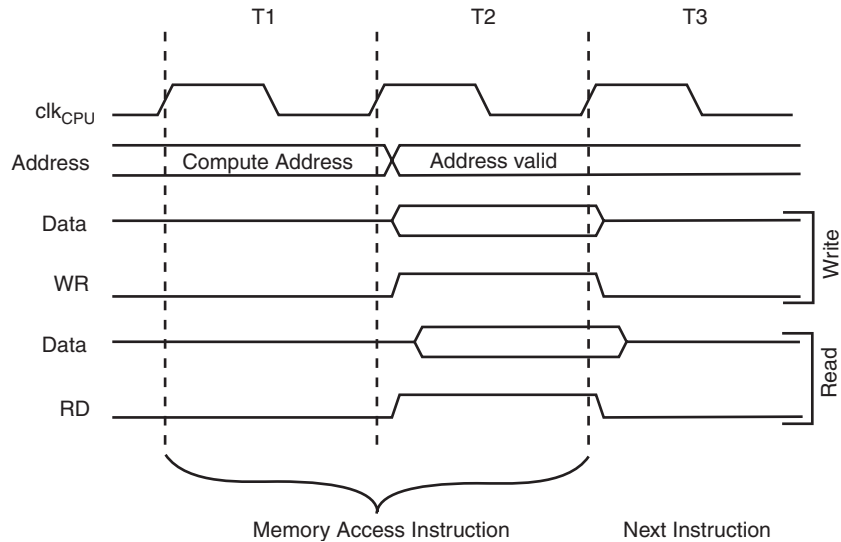 T1 T2 T3
clkCPU
Address Compute Address Address valid
Data
WR
Write
Data
RD
Read
Memory Access Instruction Next Instruction